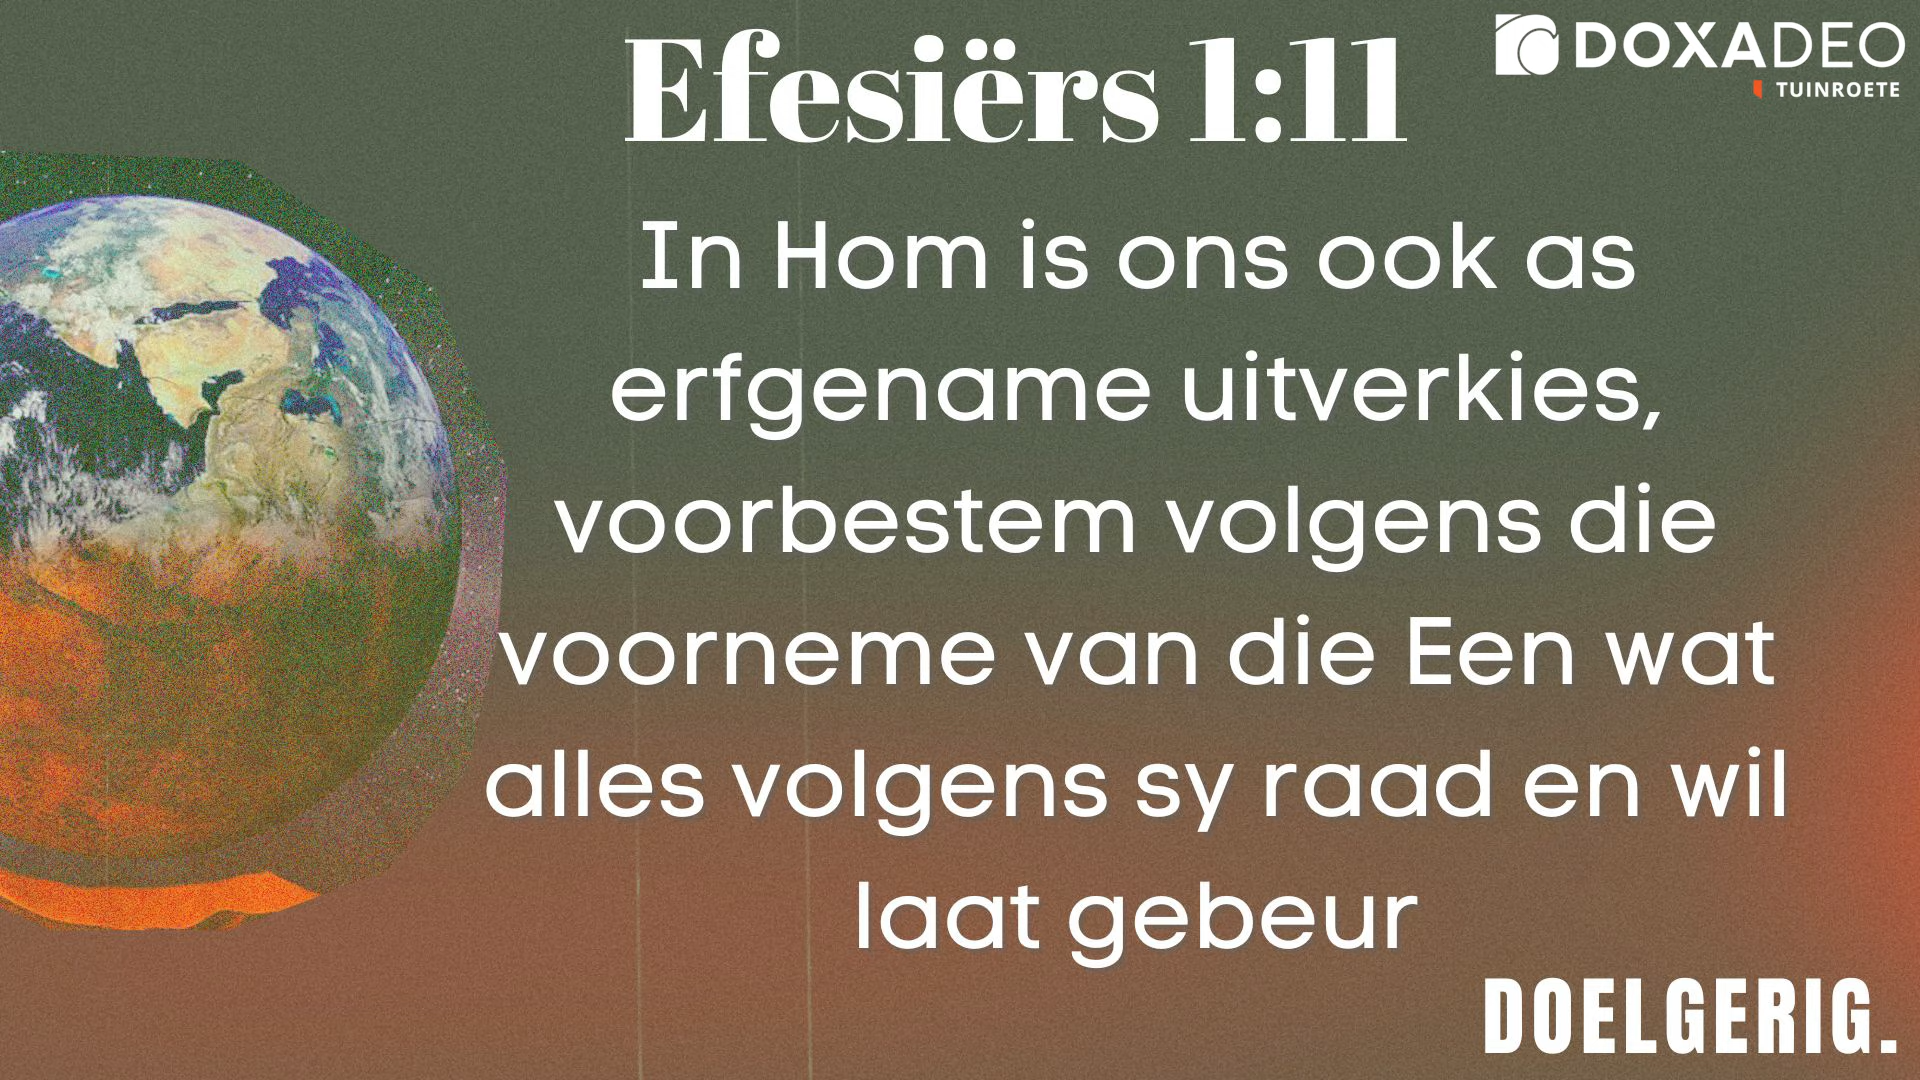 Efesiërs 1:11
DOXADEO
TUINROETE
In Hom is ons ook as
erfgename uitverkies,
voorbestem volgens die
voorneme van die Een wat
alles volgens sy raad en wil
laat gebeur
DOELGERIG.